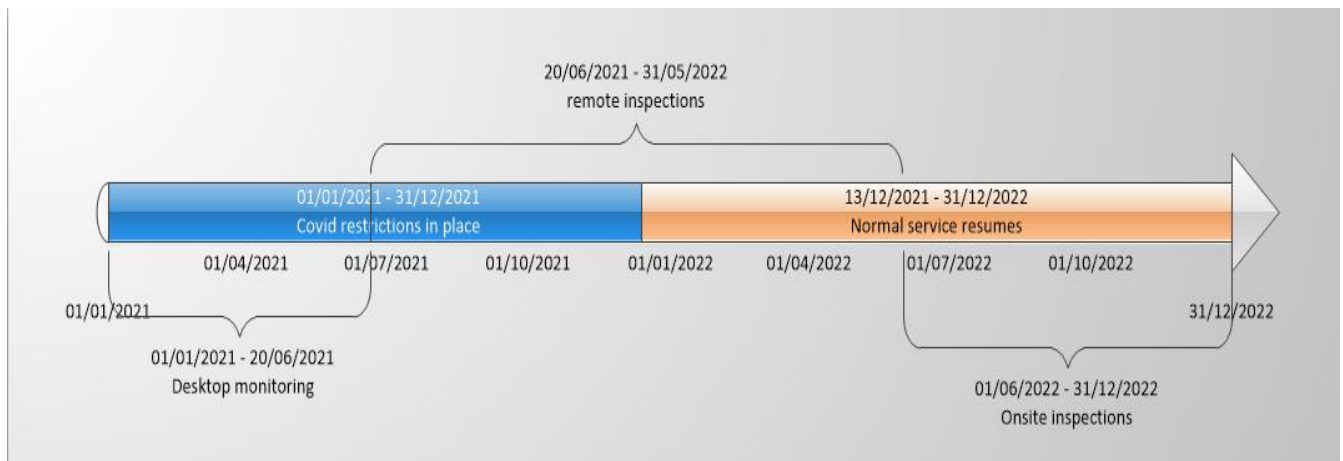 20/06/2021 - 31/05/2022
remote inspections
01/01/2021 - 31/12/2021
Covid restrictions in place
13/12/2021 - 31/12/2022
Normal service resumes
01/04/2021
01/07/2021
01/10/2021
01/01/2022
01/04/2022
01/07/2022
01/10/2022
01/01/2021
31/12/2022
01/01/2021 - 20/06/2021
Desktop monitoring
01/06/2022 - 31/12/2022
Onsite inspections